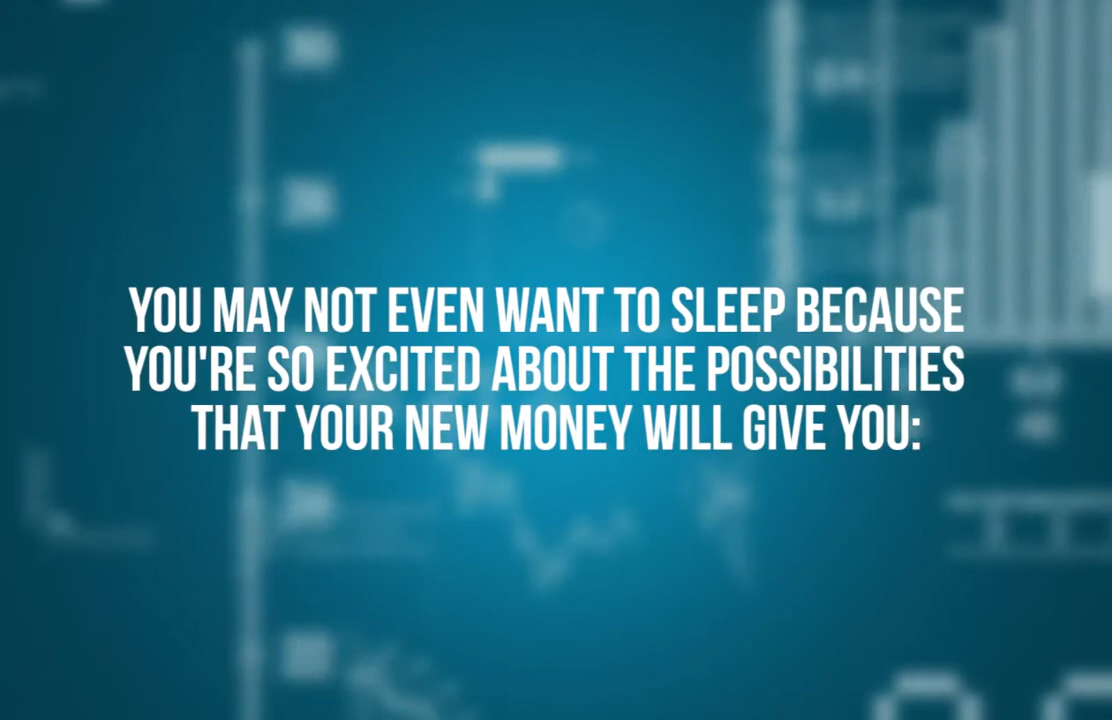 YOU MAY NOT EVEN WANT TO SLEEP BECAUSE
YOU'RE SO EXCITED ABOUT THE POSSIBILITIES
THAT YOUR NEW MONEY WILL GIVE YOU: